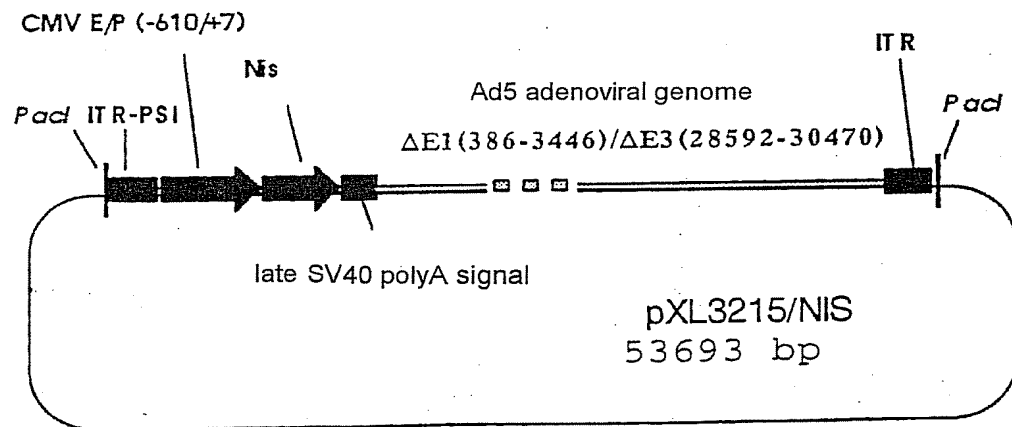 CMV E/P (-610/+7)
Nis
ITR
PacI ITR-PSI
Ad5 adenoviral genome
PacI
ΔE1(386-3446)/ΔE3(28592-30470)
late SV40 polyA signal
pXL3215/NIS
53693 bp